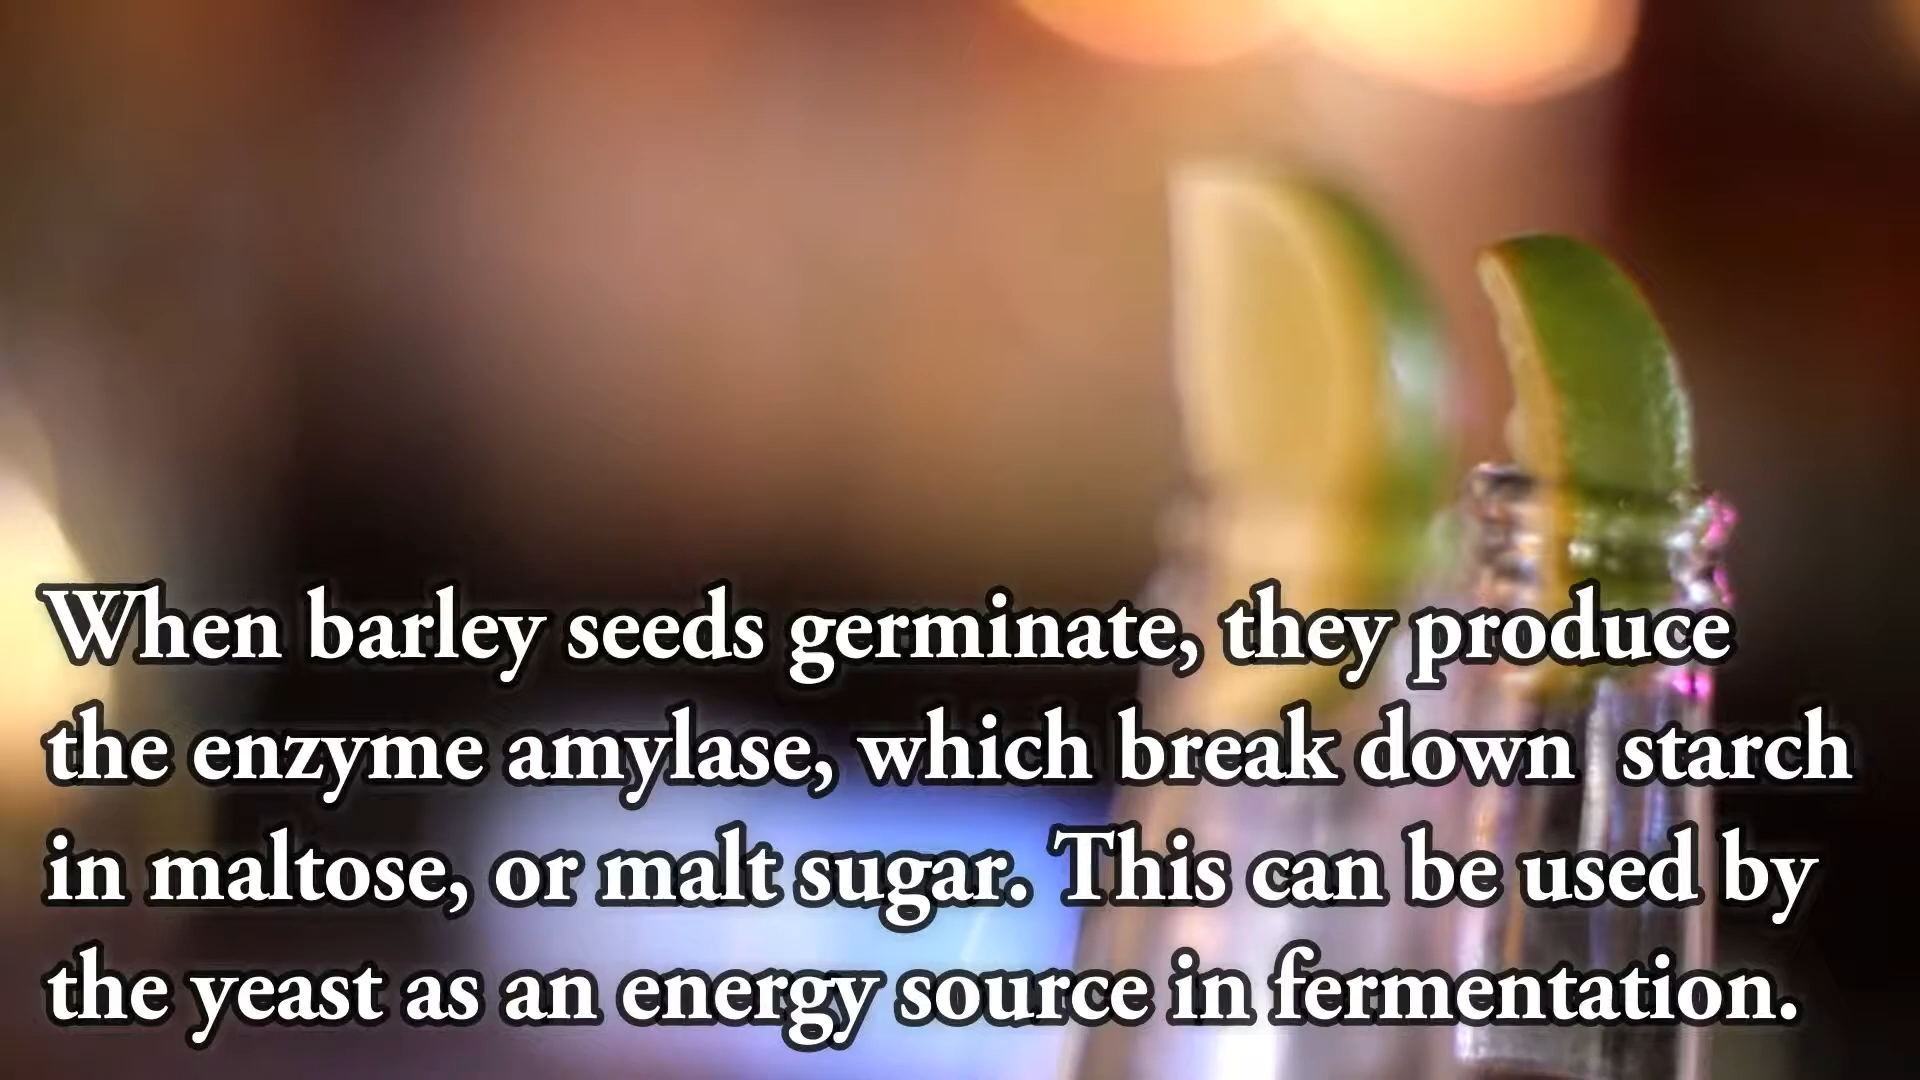 When barley seeds germinate, they produce
the enzyme amylase, which break down  starch
in maltose, or malt sugar. This can be used by
the yeast as an energy source in fermentation.